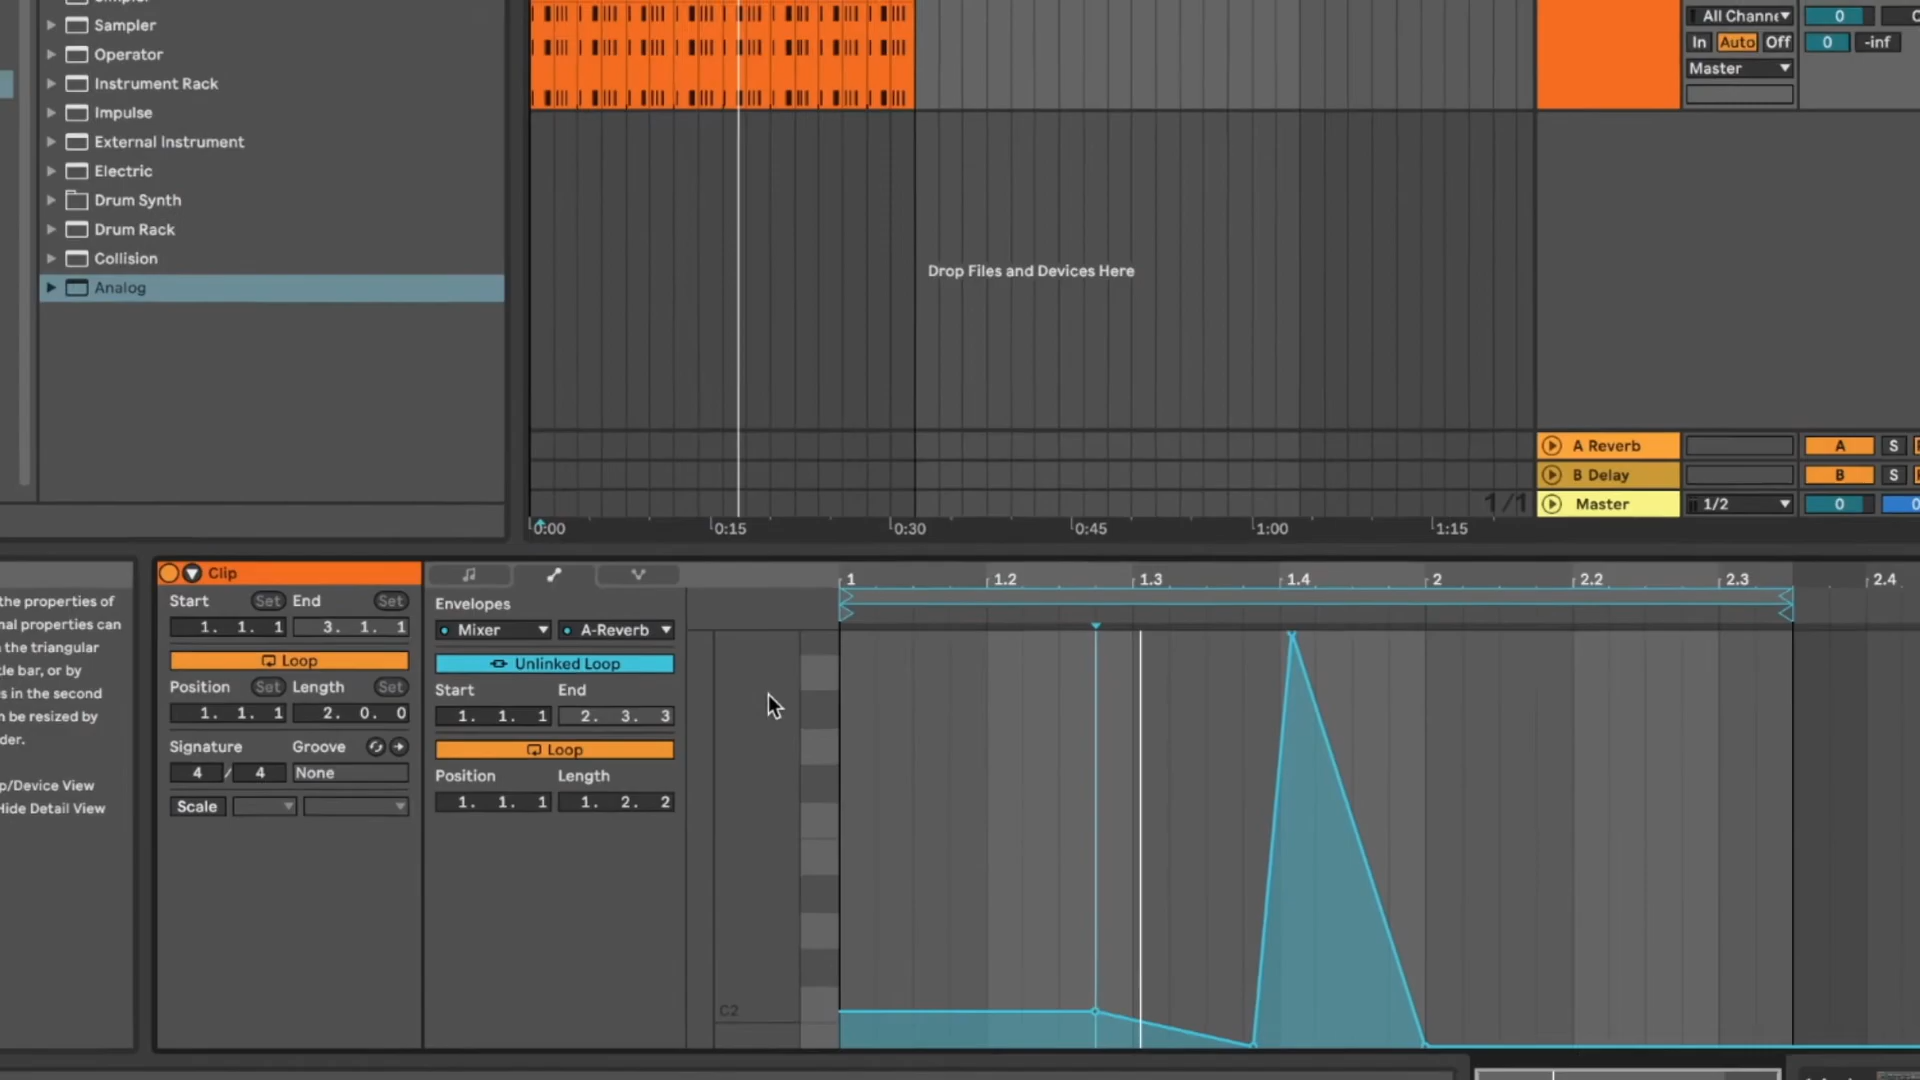 Sampler
Operator
Instrument Rack
Impulse
External Instrument
Electric
Drum Synth
Drum Rack
Collision
Analog
Drop Files and Devices Here
All Channe
0
In Auto Off
0 -inf
Master
A Reverb A S
B Delay B S
1/1
Master 1/2 0
0:00 0:15 0:30 0:45 1:00 1:15
the properties of
nal properties can
the triangular
tle bar, or by
s in the second
be resized by
der.
p/Device View
Hide Detail View
Clip
Start Set End Set
1. 1. 1 3. 1. 1
Loop
Position Set Length Set
1. 1. 1 2. 0. 0
Signature Groove
4 / 4 None
Scale
Envelopes
Mixer A-Reverb
Unlinked Loop
Start End
1. 1. 1 2. 3. 3
Loop
Position Length
1. 1. 1 1. 2. 2
1 1.2 1.3 1.4 2 2.2 2.3 2.4
C2